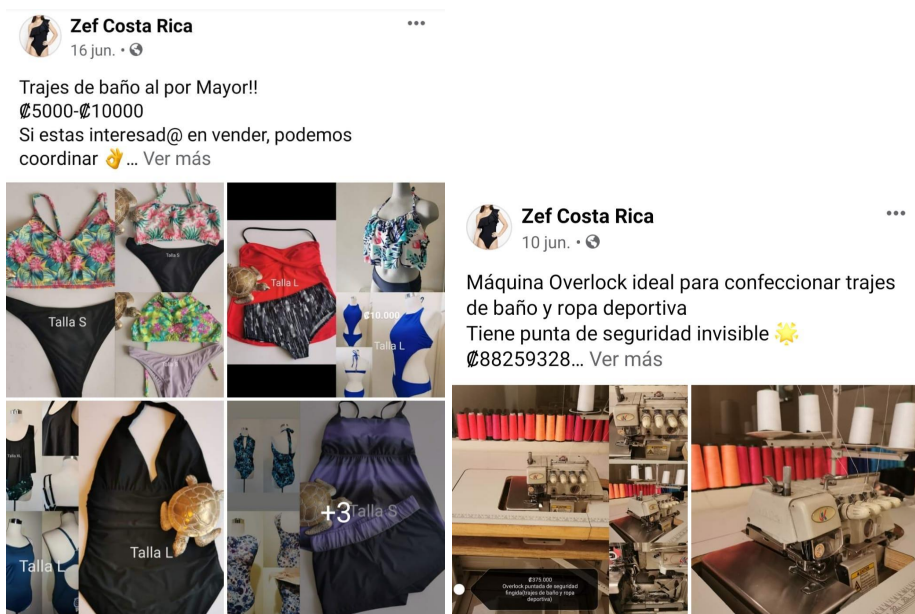 Zef Costa Rica
16 jun.
Trajes de baño al por Mayor!!
₡5000-₡10000
Si estas interesad@ en vender, podemos
coordinar 👌... Ver más
Talla S
Talla S
Talla L
₡10.000
Talla L
Talla L
Talla L
+3
Talla S
Zef Costa Rica
10 jun.
Máquina Overlock ideal para confeccionar trajes
de baño y ropa deportiva
Tiene punta de seguridad invisible 🌟
₡88259328... Ver más
₡375.000
Overlock puntada de seguridad
fingida(trajes de baño y ropa
deportiva)